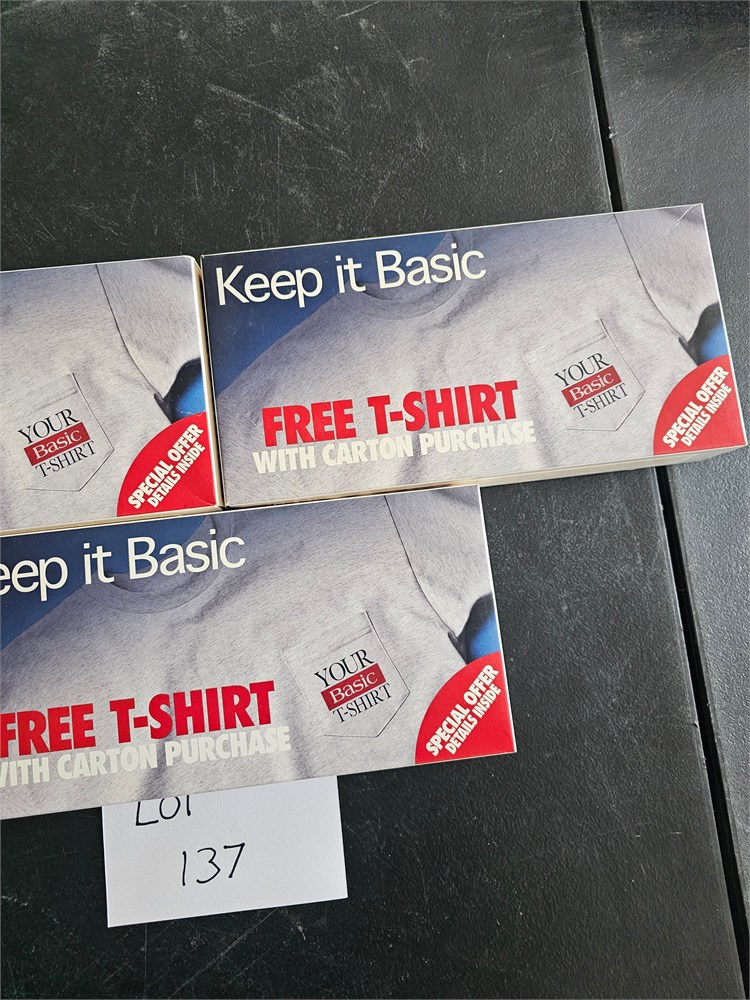 Keep it Basic
FREE T-SHIRT
WITH CARTON PURCHASE
YOUR
Basic
T-SHIRT
SPECIAL OFFER
DETAILS INSIDE
YOUR
Basic
T-SHIRT
SPECIAL OFFER
DETAILS INSIDE
eep it Basic
FREE T-SHIRT
WITH CARTON PURCHASE
YOUR
Basic
T-SHIRT
SPECIAL OFFER
DETAILS INSIDE
LOT
137